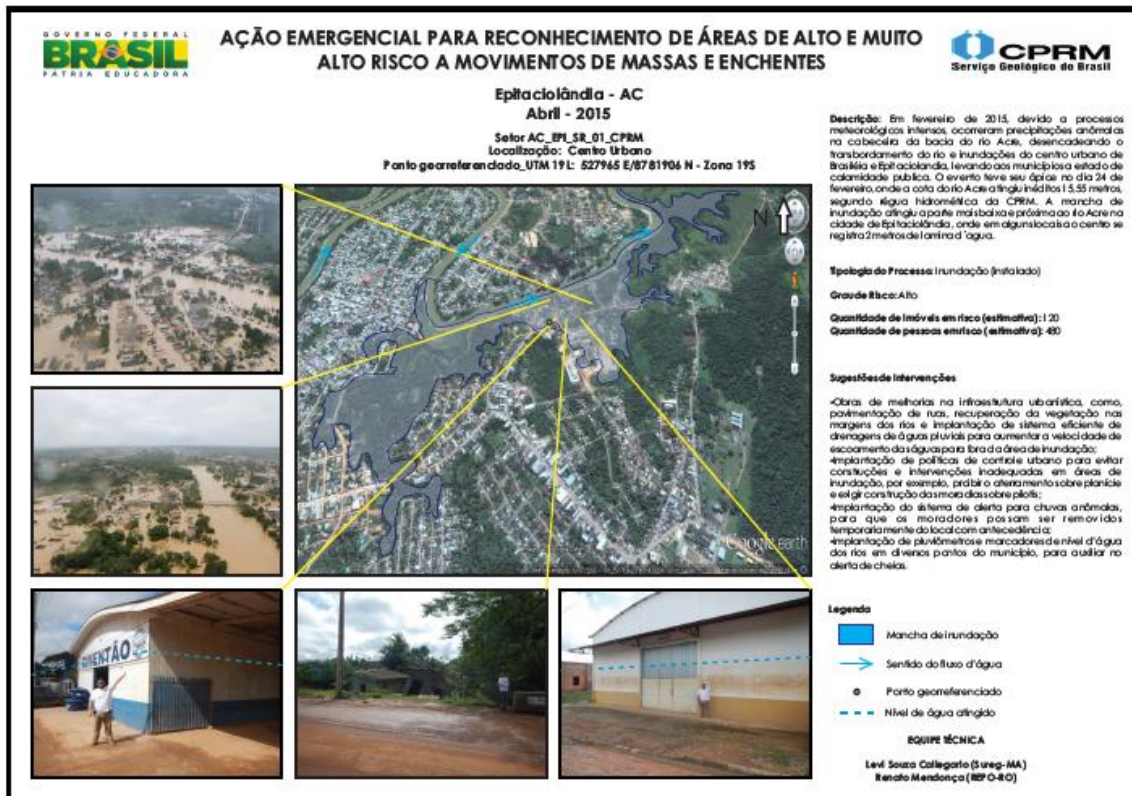 GOVERNO FEDERAL
BRASIL
PÁTRIA EDUCADORA
AÇÃO EMERGENCIAL PARA RECONHECIMENTO DE ÁREAS DE ALTO E MUITO
ALTO RISCO A MOVIMENTOS DE MASSAS E ENCHENTES
CPRM
Serviço Geológico do Brasil
Epitaciolândia - AC
Abril - 2015
Setor AC_EPI_SR_01_CPRM
Localização: Centro Urbano
Ponto georreferenciado_UTM 19 L: 527965 E/8781906 N - Zona 19S
Descrição: Em fevereiro de 2015, devido a processos
meteorológicos intensos, ocorreram precipitações anômalas
na cabeceira da bacia do rio Acre, desencadeando o
transbordamento do rio e inundações do centro urbano de
Brasiléia e Epitaciolandia, levando aos municípios a estado de
calamidade publica. O evento teve seu ápice no dia 24 de
fevereiro, onde a cota do rio Acre atingiu inéditos 15,55 metros,
segundo régua hidrométrica da CPRM. A mancha de
inundação atingiu a parte mais baixa e próxima ao rio Acre na
cidade de Epitaciolândia, onde em alguns locais a o centro se
registra 2 metros de lamina d'água.
Tipologia do Processo: Inundação (instalado)
Grau de Risco: Alto
Quantidade de imóveis em risco (estimativa): 120
Quantidade de pessoas em risco (estimativa): 480
Sugestões de Intervenções
•Obras de melhorias na infraestrutura urbanística, como,
pavimentação de ruas, recuperação da vegetação nas
margens dos rios e implantação de sistema eficiente de
drenagens de águas pluviais para aumentar a velocidade de
escoamento das águas para fora da área de inundação;
•Implantação de políticas de controle urbano para evitar
construções e intervenções inadequadas em áreas de
inundação, por exemplo, proibir o aterramento sobre planície
e exigir construção das moradias sobre pilotis;
•Implantação do sistema de alerta para chuvas anômalas,
para que os moradores possam ser removidos
temporariamente do local com antecedência;
•Implantação de pluviômetros e marcadores de nível d'água
dos rios em diversos pontos do município, para auxiliar no
alerta de cheias.
N
Google earth
MENTÃO
Legenda
Mancha de inundação
Sentido do fluxo d'água
Ponto georreferenciado
Nível de água atingido
EQUIPE TÉCNICA
Levi Souza Callegario (Sureg-MA)
Renato Mendonça (REPO-RO)